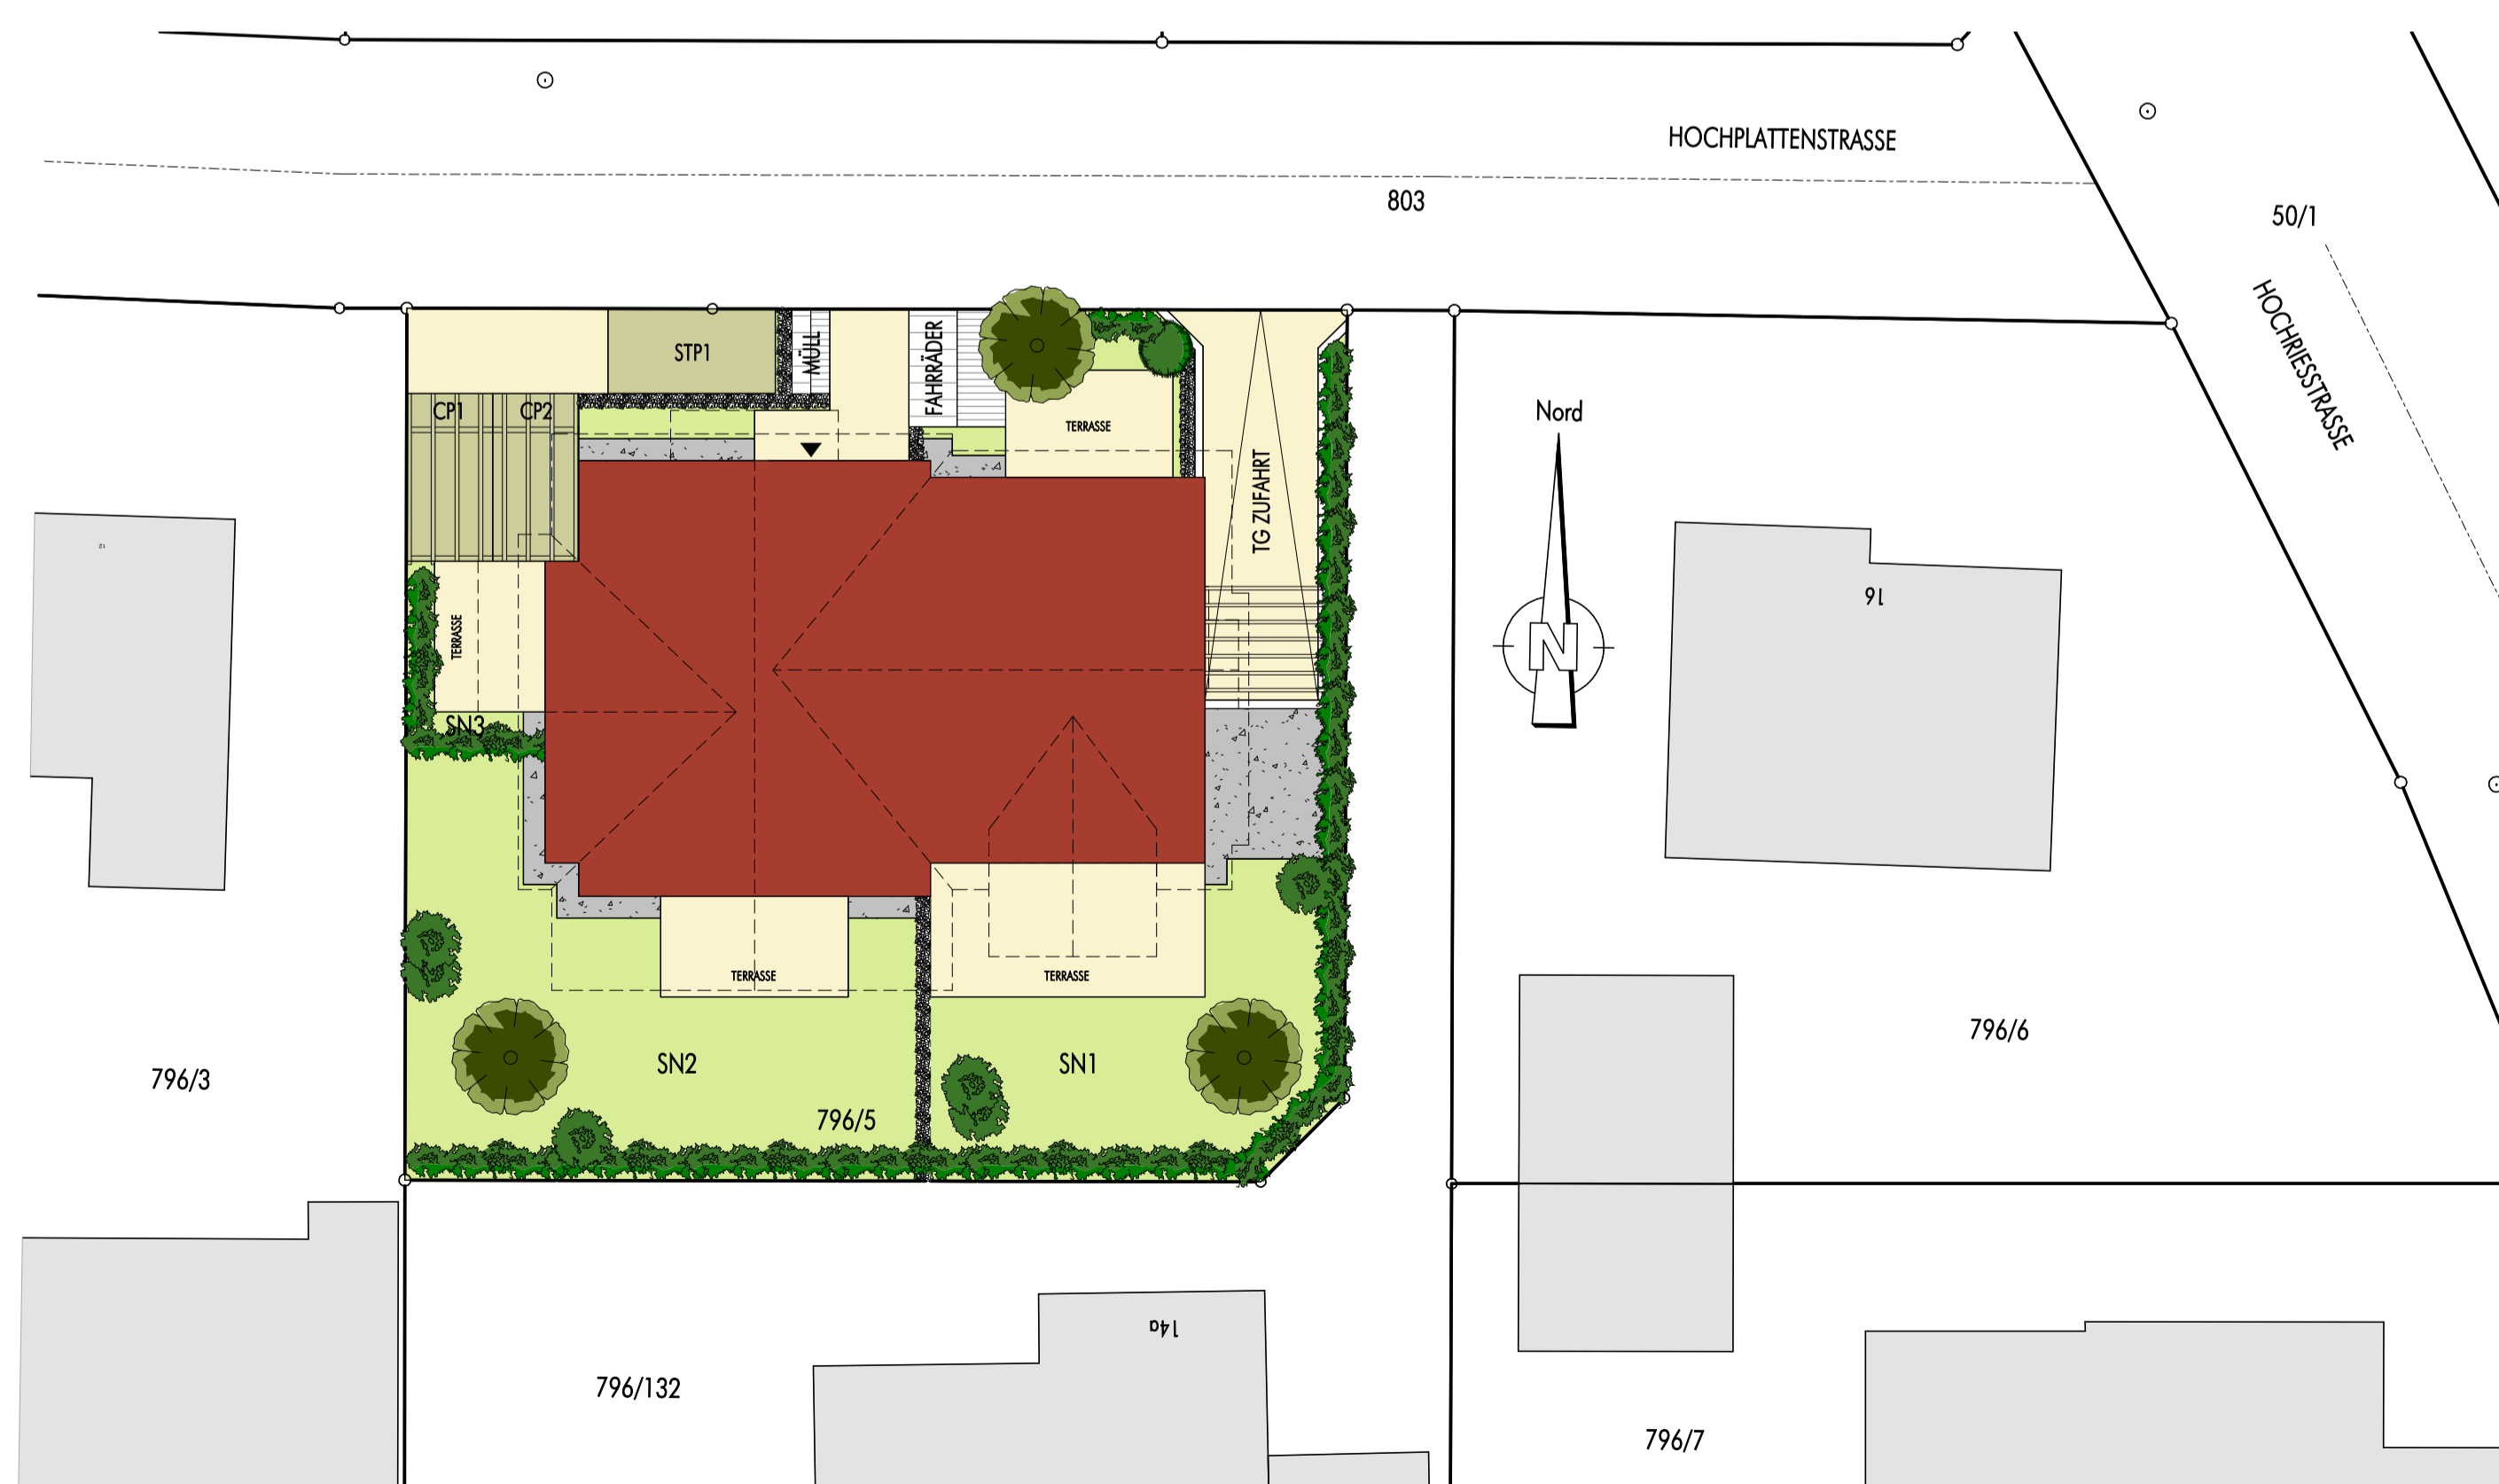 HOCHPLATTENSTRASSE
803
50/1
HOCHRIESSTRASSE
STP1
MÜLL
FAHRRÄDER
CP1
CP2
TERRASSE
Nord
TG ZUFAHRT
12
16
N
TERRASSE
SN3
TERRASSE
TERRASSE
796/6
SN2
SN1
796/3
796/5
14a
796/132
796/7